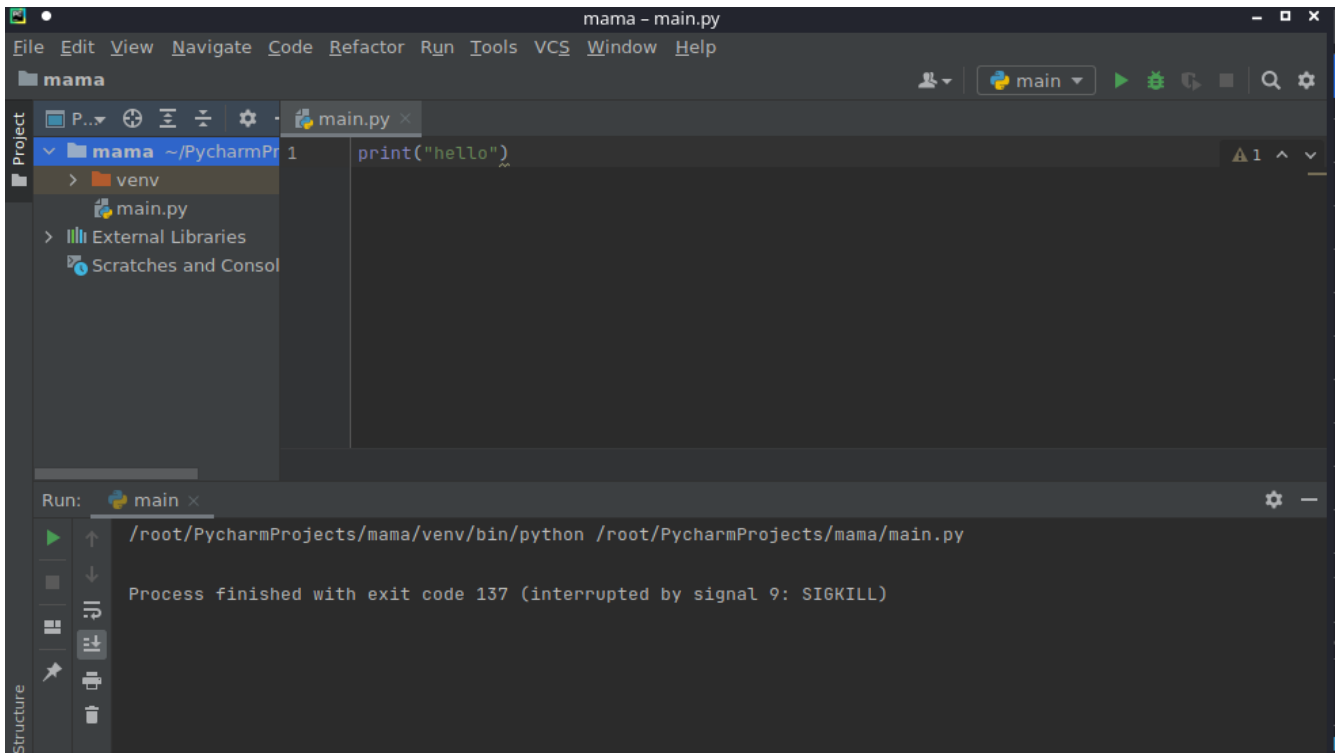 mama – main.py
File Edit View Navigate Code Refactor Run Tools VCS Window Help
mama
main
Project
P...
main.py
mama ~/PycharmPr
1 print("hello")
1
venv
main.py
External Libraries
Scratches and Consol
Run: main
/root/PycharmProjects/mama/venv/bin/python /root/PycharmProjects/mama/main.py
Process finished with exit code 137 (interrupted by signal 9: SIGKILL)
Structure